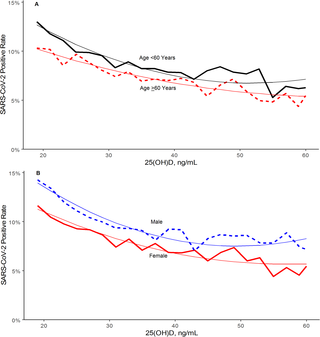 A
SARS-CoV-2 Positive Rate
15%
10%
5%
0%
Age <60 Years
Age ≥60 Years
20 30 40 50 60
25(OH)D, ng/mL
B
SARS-CoV-2 Positive Rate
15%
10%
5%
0%
Male
Female
20 30 40 50 60
25(OH)D, ng/mL